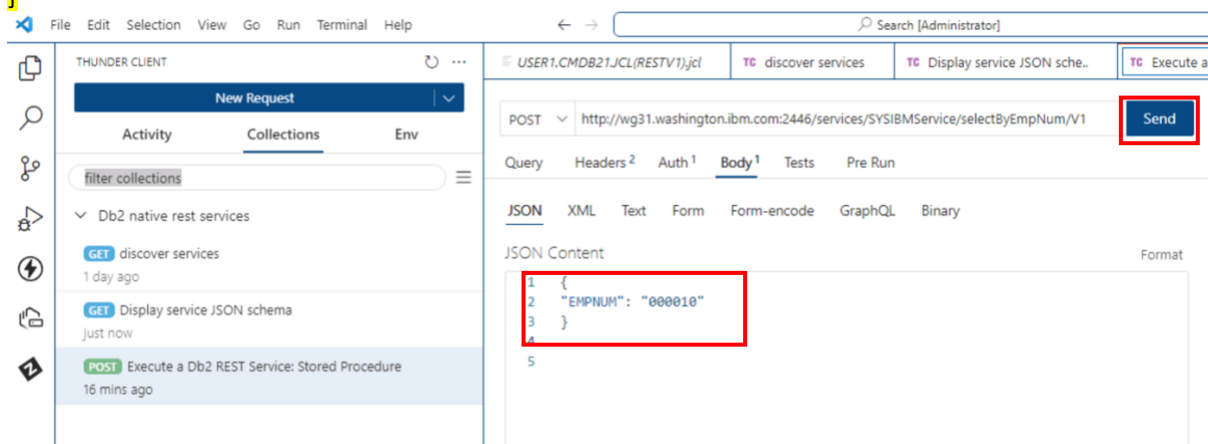 ]
File Edit Selection View Go Run Terminal Help
Search [Administrator]
THUNDER CLIENT
USER1.CMDB21.JCL(RESTV1).jcl
TC discover services
TC Display service JSON sche..
TC Execute a
New Request
Activity Collections Env
filter collections
Db2 native rest services
GET discover services
1 day ago
GET Display service JSON schema
just now
POST Execute a Db2 REST Service: Stored Procedure
16 mins ago
POST http://wg31.washington.ibm.com:2446/services/SYSIBMService/selectByEmpNum/V1 Send
Query Headers 2 Auth 1 Body 1 Tests Pre Run
JSON XML Text Form Form-encode GraphQL Binary
JSON Content Format
1 {
2 "EMPNUM": "000010"
3 }
4
5